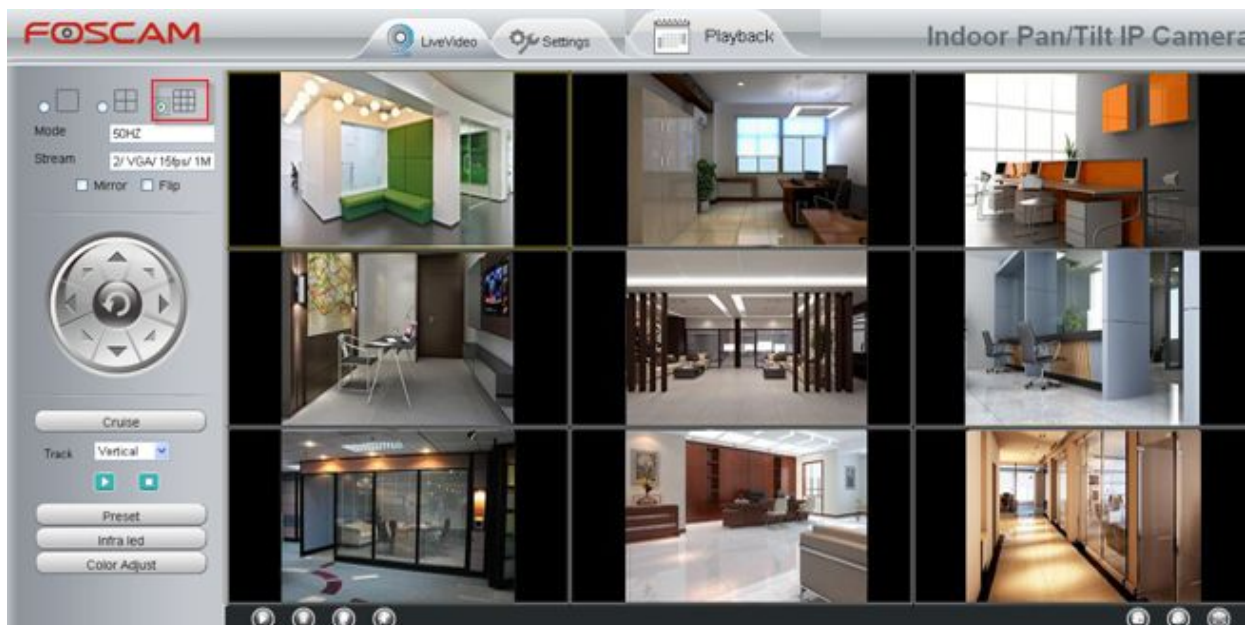 FOSCAM
LiveVideo
Settings
Playback
Indoor Pan/Tilt IP Camera
Mode 50HZ
Stream 2/ VGA/ 15fps/ 1M
Mirror Flip
Cruise
Track Vertical
Preset
Infra led
Color Adjust